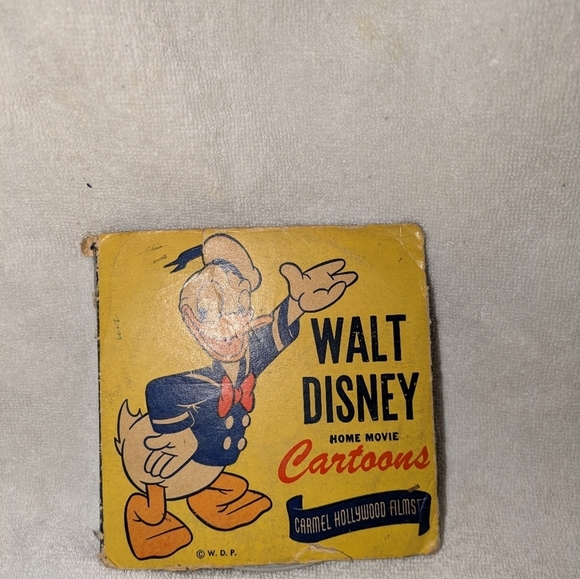 WALT
DISNEY
HOME MOVIE
Cartoons
CARMEL HOLLYWOOD FILMS
© W. D. P.